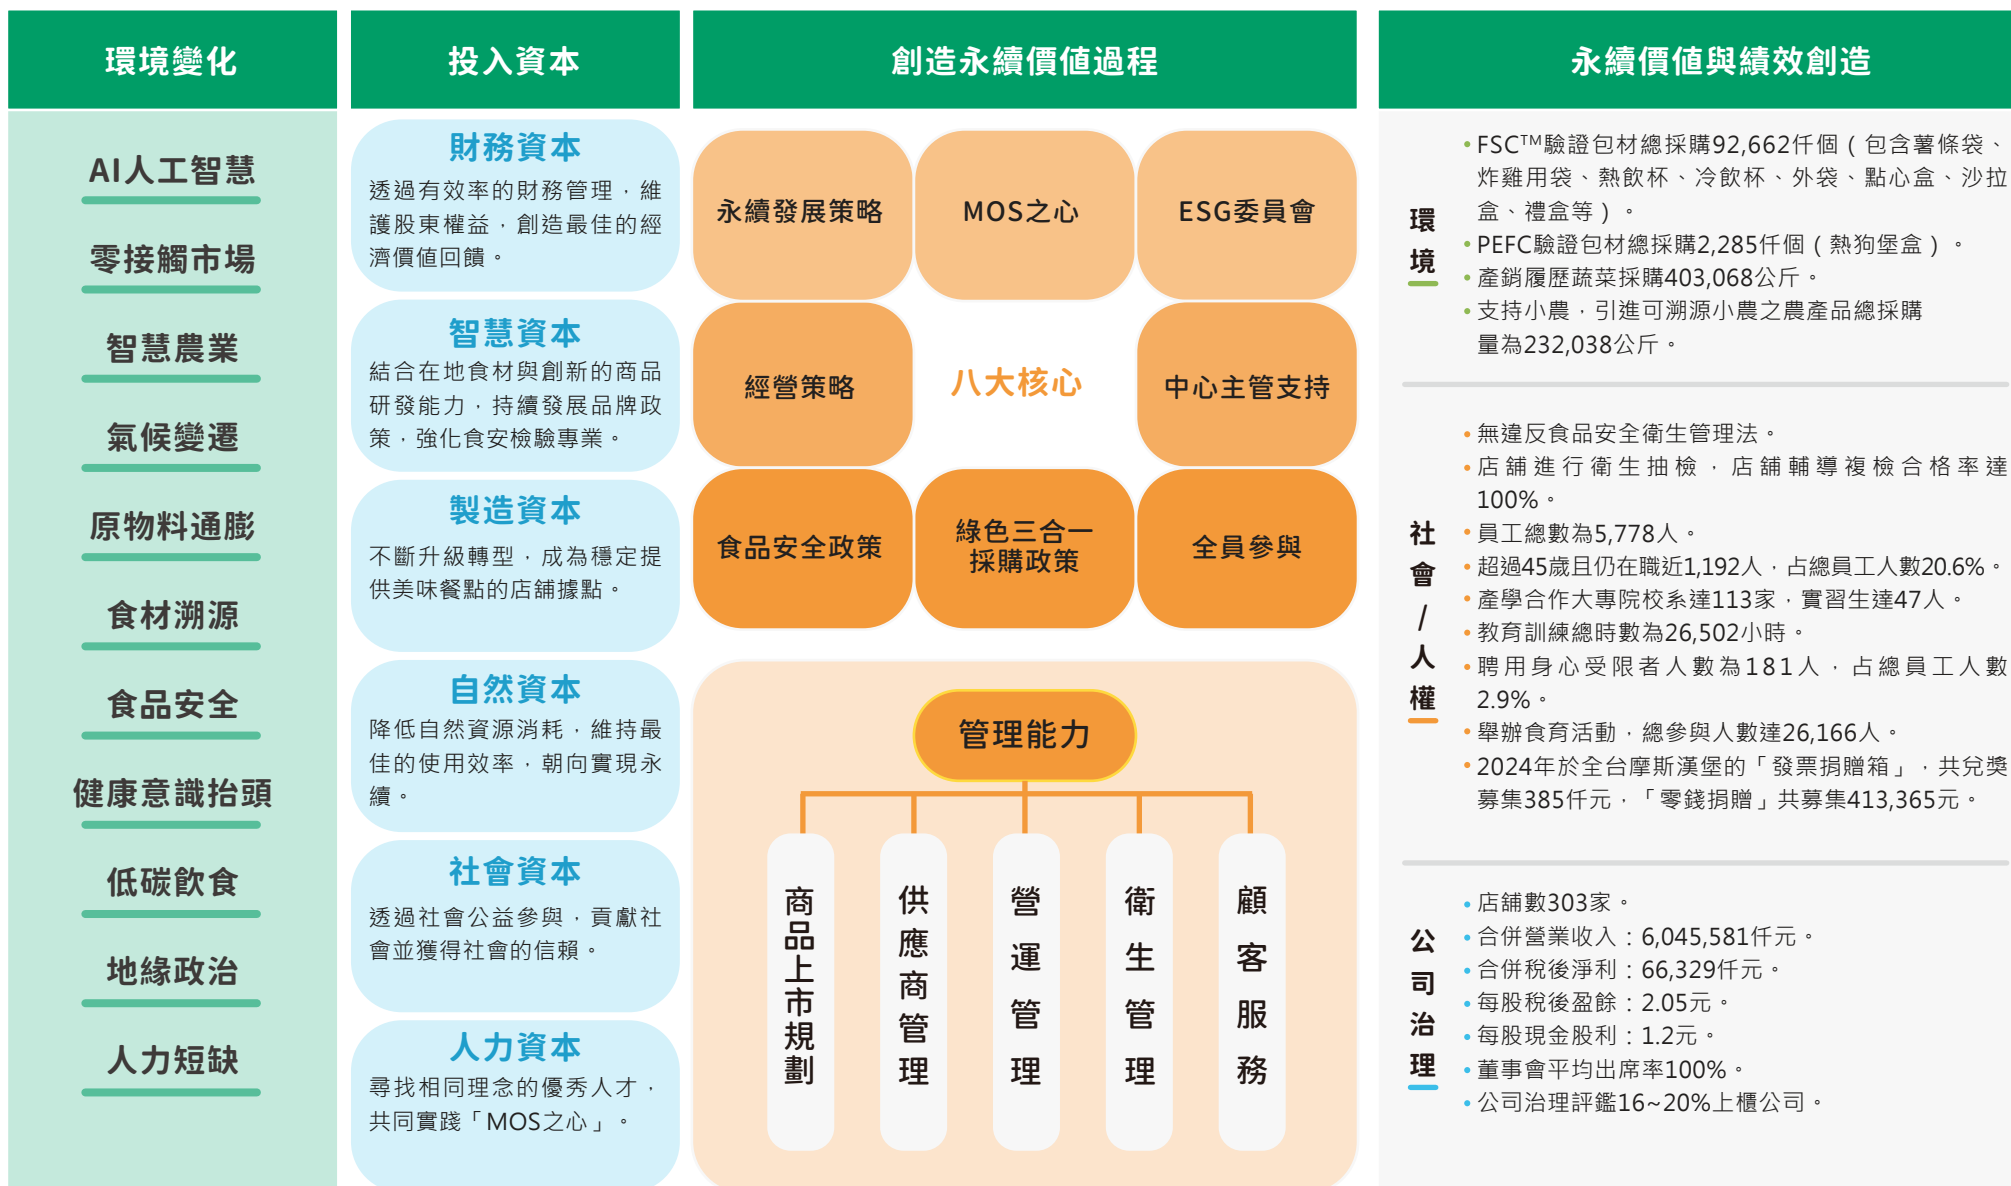 環境變化
AI人工智慧
零接觸市場
智慧農業
氣候變遷
原物料通膨
食材溯源
食品安全
健康意識抬頭
低碳飲食
地緣政治
人力短缺
投入資本
財務資本
透過有效率的財務管理，維
護股東權益，創造最佳的經
濟價值回饋。
智慧資本
結合在地食材與創新的商品
研發能力，持續發展品牌政
策，強化食安檢驗專業。
製造資本
不斷升級轉型，成為穩定提
供美味餐點的店舖據點。
自然資本
降低自然資源消耗，維持最
佳的使用效率，朝向實現永
續。
社會資本
透過社會公益參與，貢獻社
會並獲得社會的信賴。
人力資本
尋找相同理念的優秀人才，
共同實踐「MOS之心」。
創造永續價值過程
永續發展策略
MOS之心
ESG委員會
經營策略
八大核心
中心主管支持
食品安全政策
綠色三合一
採購政策
全員參與
管理能力
商品上市規劃
供應商管理
營運管理
衛生管理
顧客服務
永續價值與績效創造
環境
•FSC™驗證包材總採購92,662仟個（包含薯條袋、
炸雞用袋、熱飲杯、冷飲杯、外袋、點心盒、沙拉
盒、禮盒等）。
•PEFC驗證包材總採購2,285仟個（熱狗堡盒）。
•產銷履歷蔬菜採購403,068公斤。
•支持小農，引進可溯源小農之農產品總採購
量為232,038公斤。
社會/人權
•無違反食品安全衛生管理法。
•店舖進行衛生抽檢，店舖輔導複檢合格率達
100%。
•員工總數為5,778人。
•超過45歲且仍在職近1,192人，占總員工人數20.6%。
•產學合作大專院校系達113家，實習生達47人。
•教育訓練總時數為26,502小時。
•聘用身心受限者人數為181人，占總員工人數
2.9%。
•舉辦食育活動，總參與人數達26,166人。
•2024年於全台摩斯漢堡的「發票捐贈箱」，共兌獎
募集385仟元，「零錢捐贈」共募集413,365元。
公司治理
•店舖數303家。
•合併營業收入：6,045,581仟元。
•合併稅後淨利：66,329仟元。
•每股稅後盈餘：2.05元。
•每股現金股利：1.2元。
•董事會平均出席率100%。
•公司治理評鑑16~20%上櫃公司。